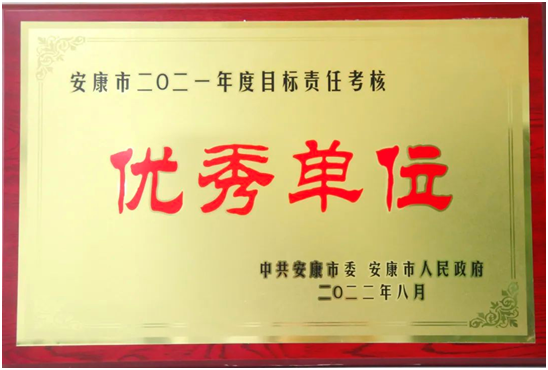 安康市二〇二一年度目标责任考核
优秀单位
中共安康市委 安康市人民政府
二〇二二年八月